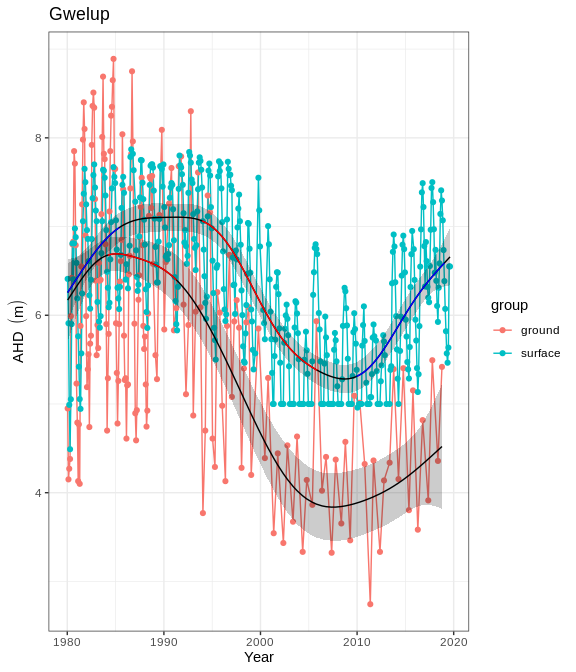 Gwelup
8
6
4
AHD (m)
1980 1990 2000 2010 2020
Year
group
ground
surface